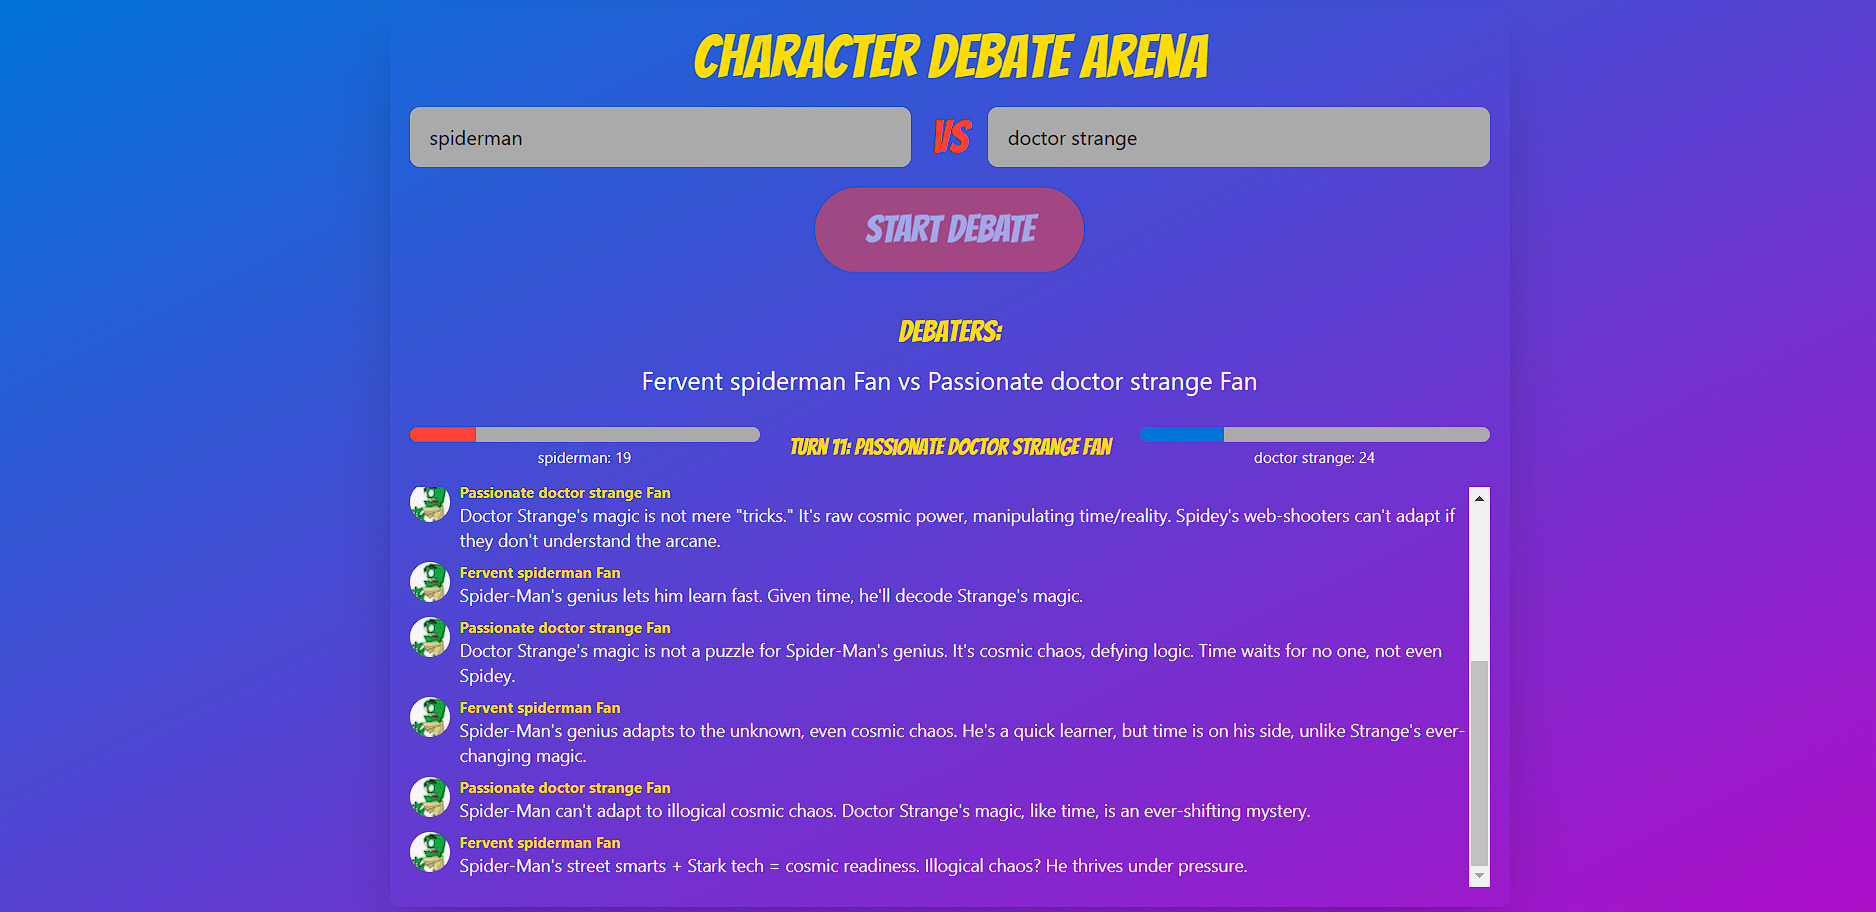 CHARACTER DEBATE ARENA
spiderman
VS
doctor strange
START DEBATE
DEBATERS:
Fervent spiderman Fan vs Passionate doctor strange Fan
spiderman: 19
TURN 11: PASSIONATE DOCTOR STRANGE FAN
doctor strange: 24
Passionate doctor strange Fan
Doctor Strange's magic is not mere "tricks." It's raw cosmic power, manipulating time/reality. Spidey's web-shooters can't adapt if
they don't understand the arcane.
Fervent spiderman Fan
Spider-Man's genius lets him learn fast. Given time, he'll decode Strange's magic.
Passionate doctor strange Fan
Doctor Strange's magic is not a puzzle for Spider-Man's genius. It's cosmic chaos, defying logic. Time waits for no one, not even
Spidey.
Fervent spiderman Fan
Spider-Man's genius adapts to the unknown, even cosmic chaos. He's a quick learner, but time is on his side, unlike Strange's ever-
changing magic.
Passionate doctor strange Fan
Spider-Man can't adapt to illogical cosmic chaos. Doctor Strange's magic, like time, is an ever-shifting mystery.
Fervent spiderman Fan
Spider-Man's street smarts + Stark tech = cosmic readiness. Illogical chaos? He thrives under pressure.